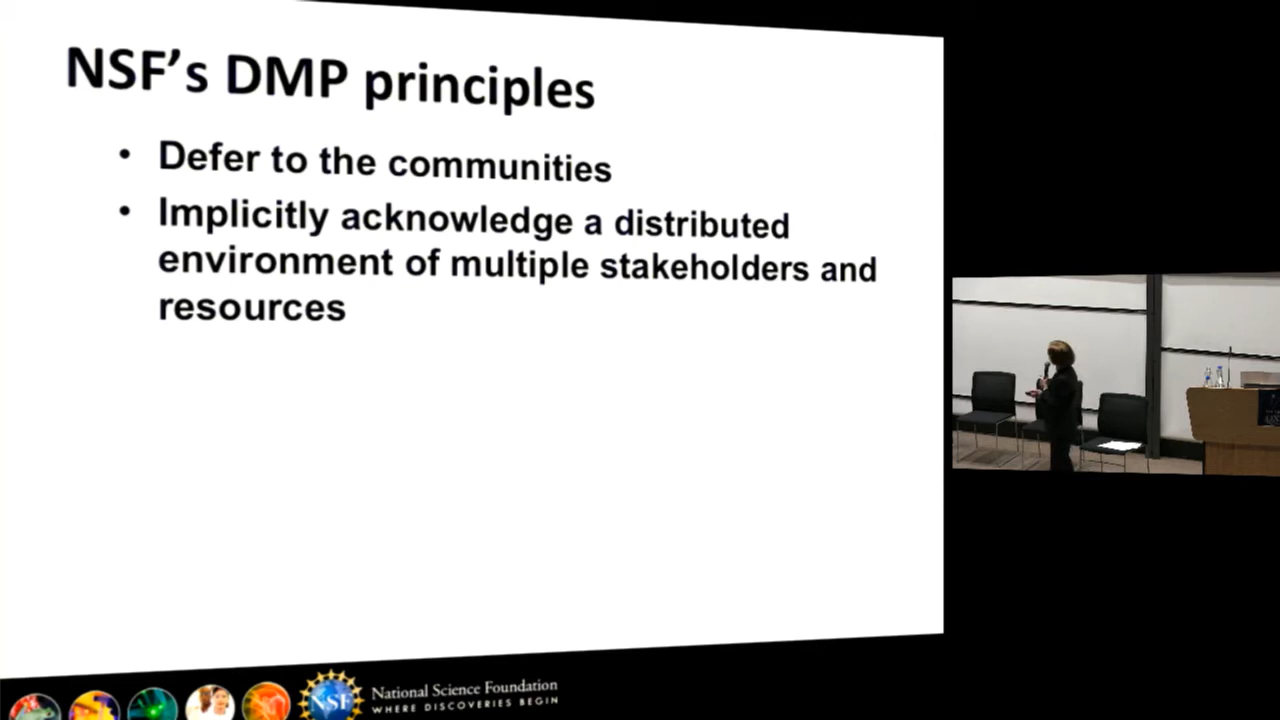 NSF's DMP principles
• Defer to the communities
• Implicitly acknowledge a distributed
environment of multiple stakeholders and
resources
NSF
National Science Foundation
WHERE DISCOVERIES BEGIN